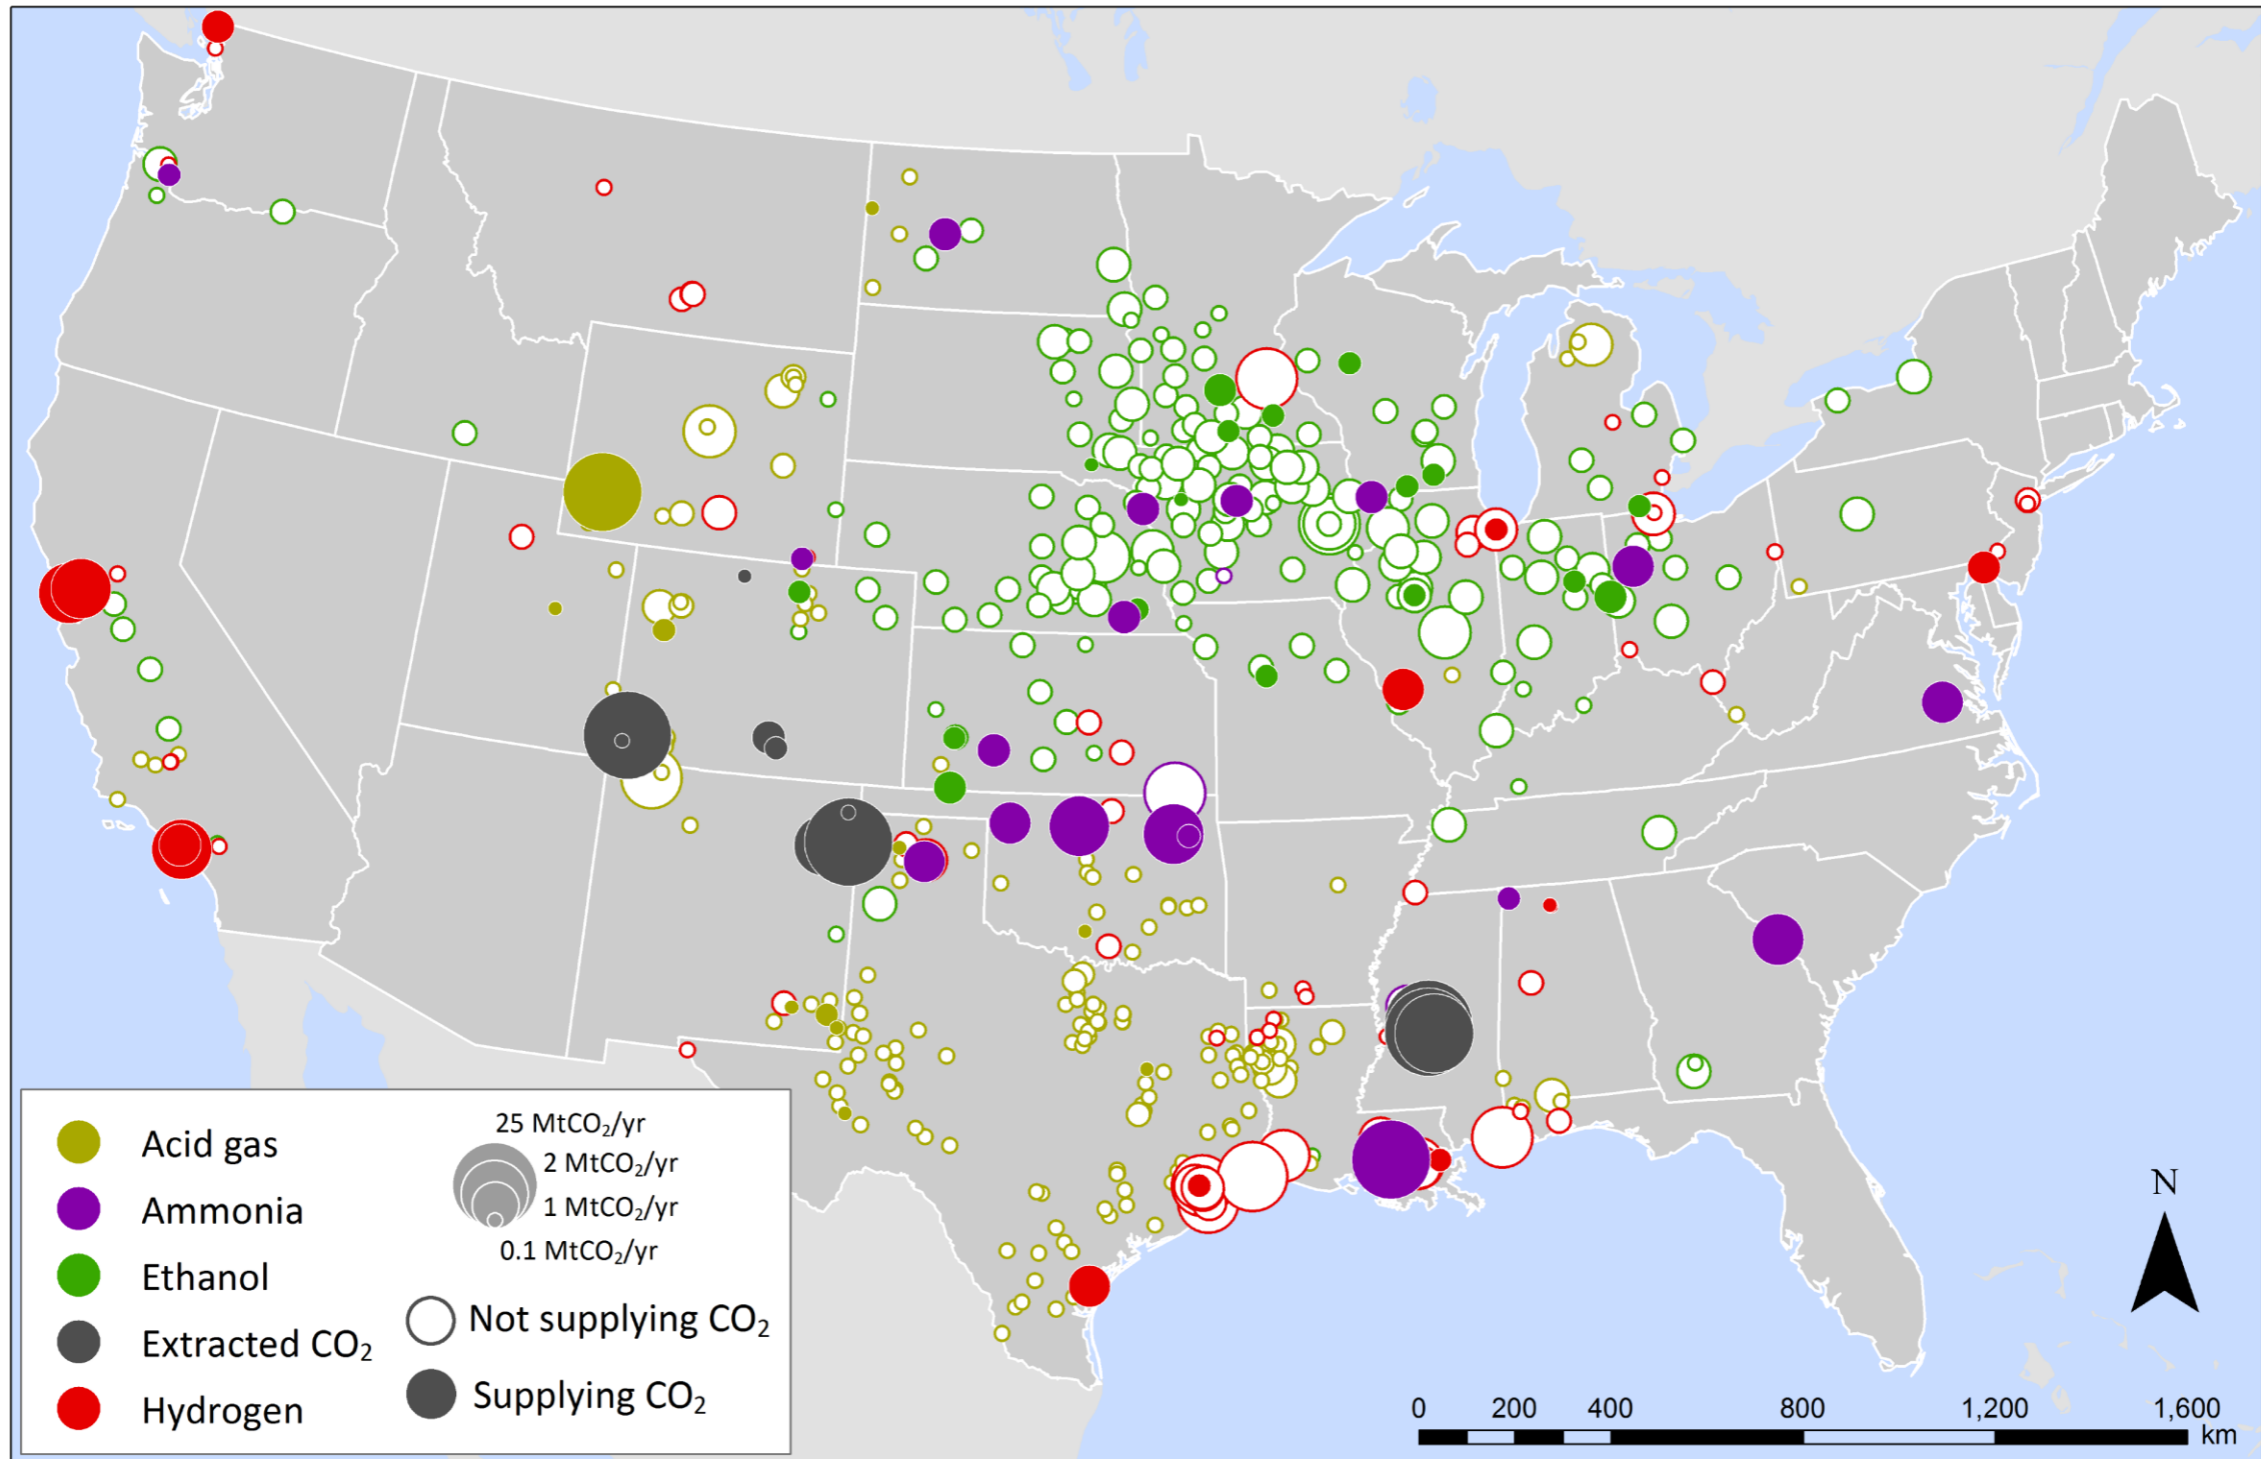 N
Acid gas
Ammonia
Ethanol
Extracted CO₂
Hydrogen
25 MtCO₂/yr
2 MtCO₂/yr
1 MtCO₂/yr
0.1 MtCO₂/yr
Not supplying CO₂
Supplying CO₂
0 200 400 800 1,200 1,600
km